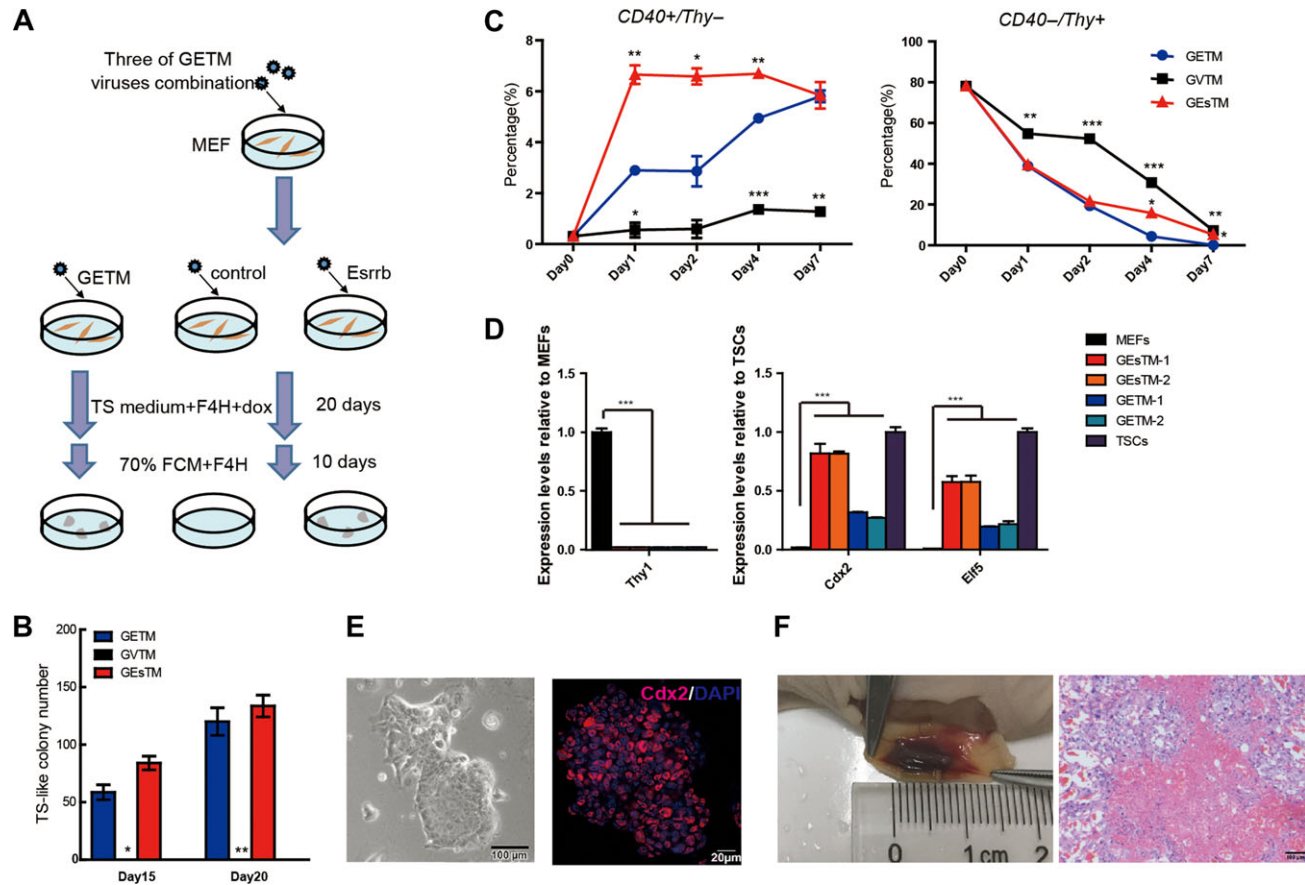 A
Three of GETM
viruses combination
MEF
GETM
control
Esrrb
TS medium+F4H+dox
20 days
70% FCM+F4H
10 days
B
TS-like colony number
200
150
100
50
0
GETM
GVTM
GEsTM
*
**
Day15
Day20
C
CD40+/Thy–
Percentage(%)
8
6
4
2
0
**
*
**
*
***
**
Day0
Day1
Day2
Day4
Day7
CD40–/Thy+
Percentage(%)
100
80
60
40
20
0
**
***
***
*
**
*
Day0
Day1
Day2
Day4
Day7
GETM
GVTM
GEsTM
D
Expression levels relative to MEFs
1.5
1.0
0.5
0.0
***
Thy1
Expression levels relative to TSCs
1.5
1.0
0.5
0.0
***
***
Cdx2
Elf5
MEFs
GEsTM-1
GEsTM-2
GETM-1
GETM-2
TSCs
E
100 μm
Cdx2/DAPI
20μm
F
0 1 cm 2
100 μm